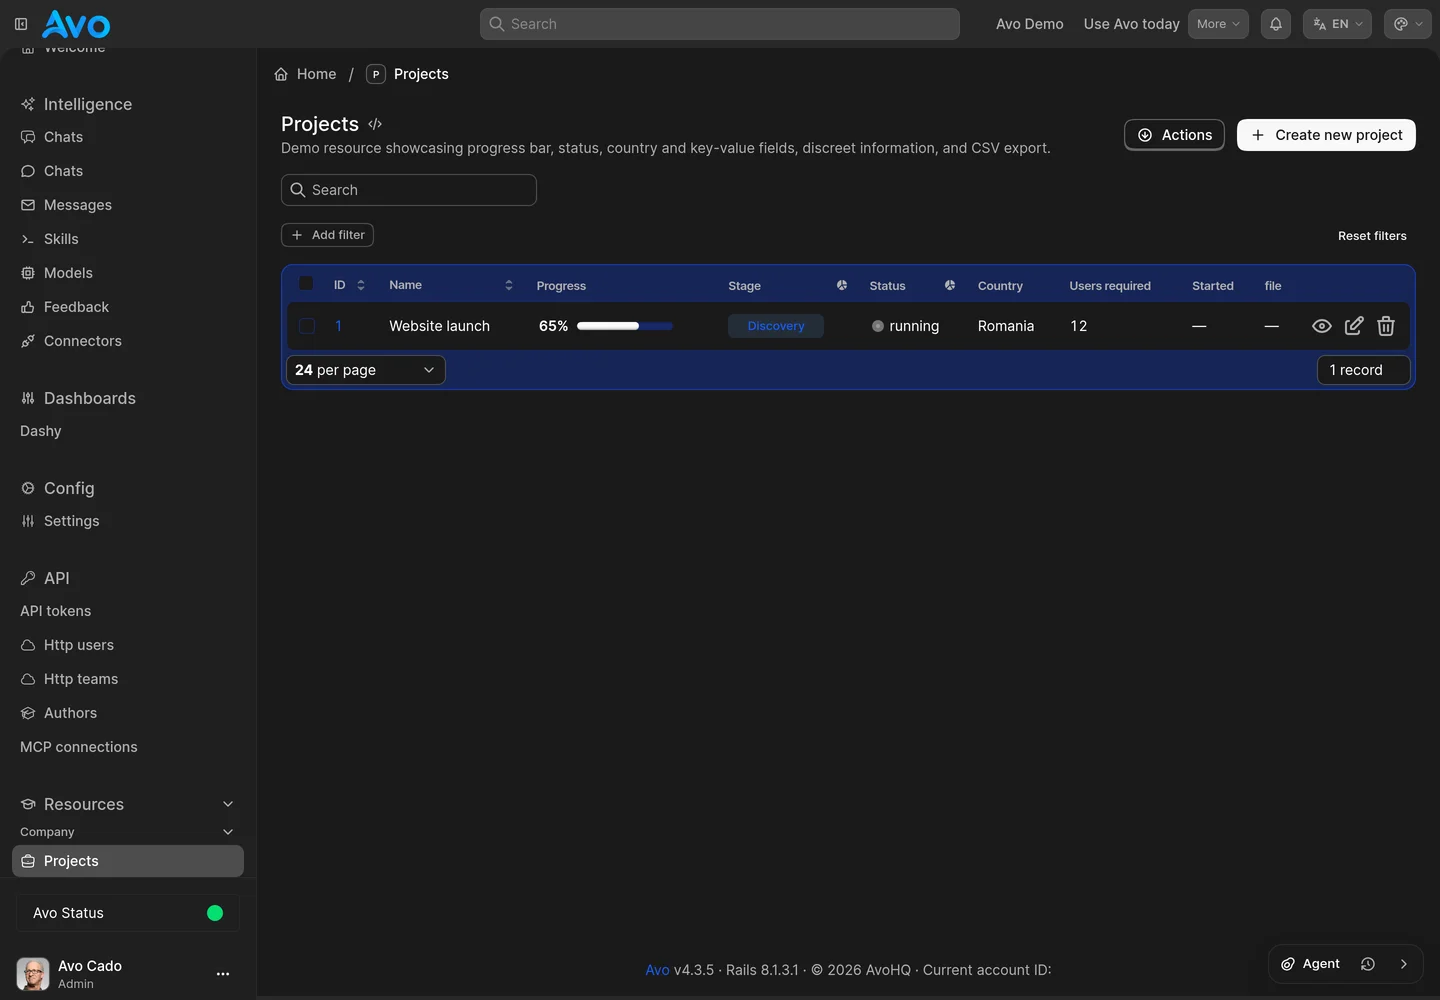 Avo
Search
Avo Demo
Use Avo today
More
EN
Welcome
Intelligence
Chats
Chats
Messages
Skills
Models
Feedback
Connectors
Dashboards
Dashy
Config
Settings
API
API tokens
Http users
Http teams
Authors
MCP connections
Resources
Company
Projects
Avo Status
Avo Cado
Admin
Home / P Projects
Projects
Demo resource showcasing progress bar, status, country and key-value fields, discreet information, and CSV export.
Actions
Create new project
Search
Add filter
Reset filters
ID Name Progress Stage Status Country Users required Started file
1 Website launch 65% Discovery running Romania 12 — —
24 per page
1 record
Avo v4.3.5 · Rails 8.1.3.1 · © 2026 AvoHQ · Current account ID:
Agent